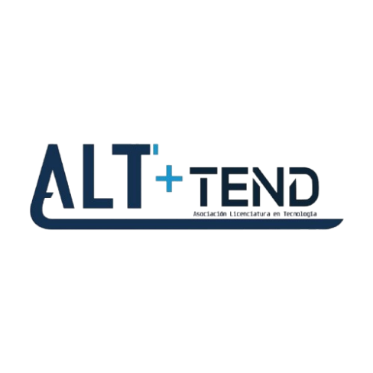 ALT'+ TEND
Asociación Licenciatura en Tecnología